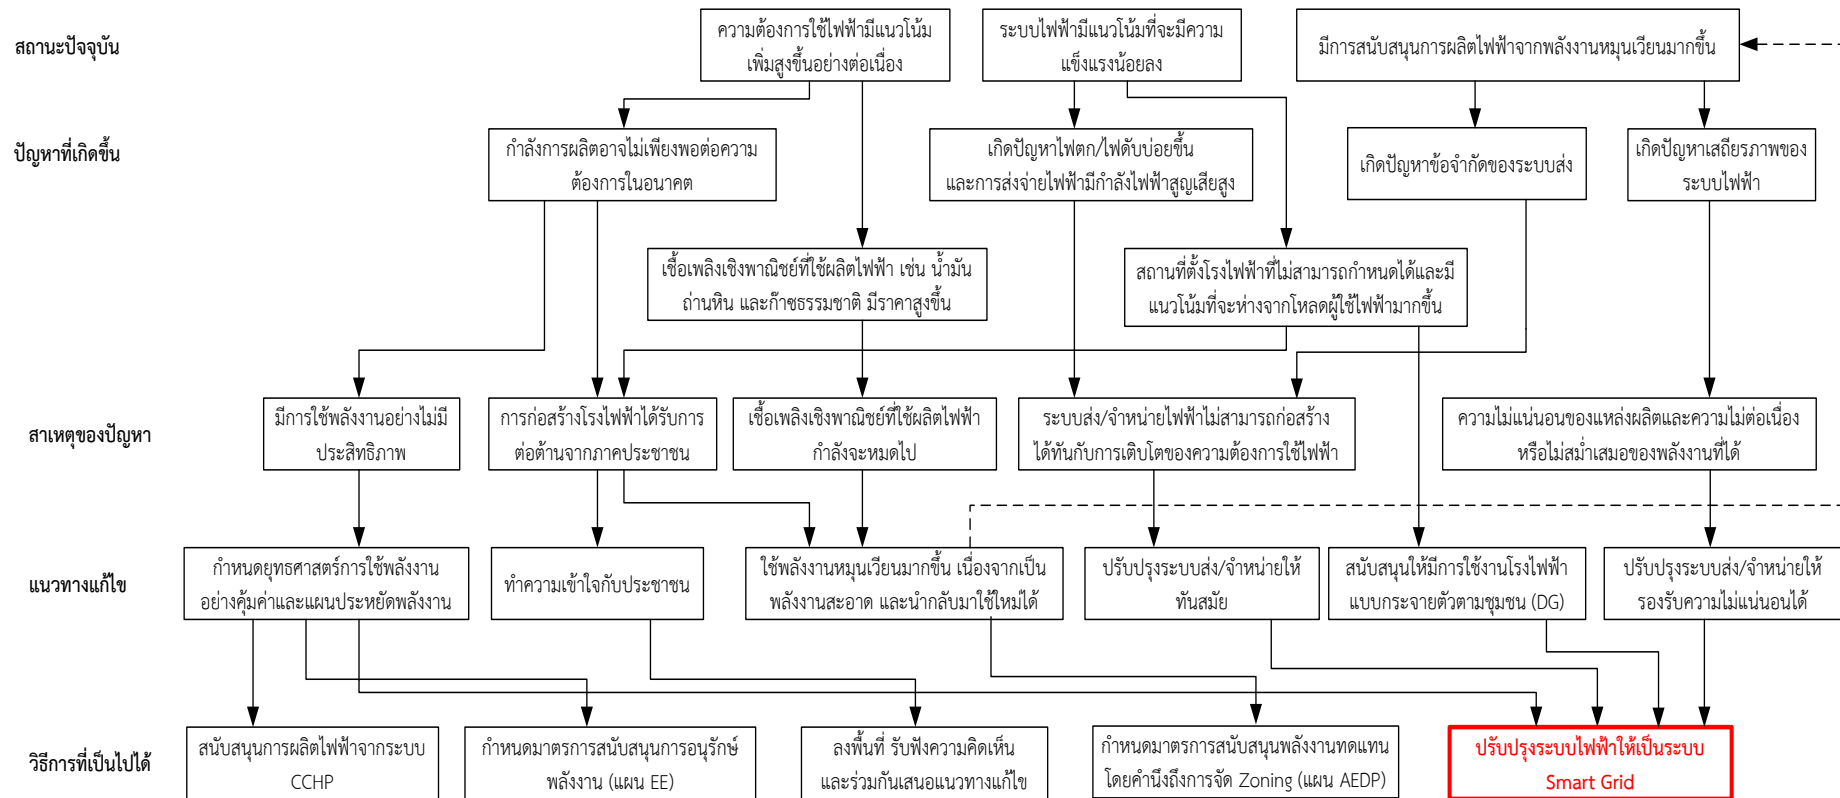 สถานะปัจจุบัน
ความต้องการใช้ไฟฟ้ามีแนวโน้ม
เพิ่มสูงขึ้นอย่างต่อเนื่อง
ระบบไฟฟ้ามีแนวโน้มที่จะมีความ
แข็งแรงน้อยลง
มีการสนับสนุนการผลิตไฟฟ้าจากพลังงานหมุนเวียนมากขึ้น
ปัญหาที่เกิดขึ้น
กำลังการผลิตอาจไม่เพียงพอต่อความ
ต้องการในอนาคต
เกิดปัญหาไฟตก/ไฟดับบ่อยขึ้น
และการส่งจ่ายไฟฟ้ามีกำลังไฟฟ้าสูญเสียสูง
เกิดปัญหาข้อจำกัดของระบบส่ง
เกิดปัญหาเสถียรภาพของ
ระบบไฟฟ้า
เชื้อเพลิงเชิงพาณิชย์ที่ใช้ผลิตไฟฟ้า เช่น น้ำมัน
ถ่านหิน และก๊าซธรรมชาติ มีราคาสูงขึ้น
สถานที่ตั้งโรงไฟฟ้าที่ไม่สามารถกำหนดได้และมี
แนวโน้มที่จะห่างจากโหลดผู้ใช้ไฟฟ้ามากขึ้น
สาเหตุของปัญหา
มีการใช้พลังงานอย่างไม่มี
ประสิทธิภาพ
การก่อสร้างโรงไฟฟ้าได้รับการ
ต่อต้านจากภาคประชาชน
เชื้อเพลิงเชิงพาณิชย์ที่ใช้ผลิตไฟฟ้า
กำลังจะหมดไป
ระบบส่ง/จำหน่ายไฟฟ้าไม่สามารถก่อสร้าง
ได้ทันกับการเติบโตของความต้องการใช้ไฟฟ้า
ความไม่แน่นอนของแหล่งผลิตและความไม่ต่อเนื่อง
หรือไม่สม่ำเสมอของพลังงานที่ได้
แนวทางแก้ไข
กำหนดยุทธศาสตร์การใช้พลังงาน
อย่างคุ้มค่าและแผนประหยัดพลังงาน
ทำความเข้าใจกับประชาชน
ใช้พลังงานหมุนเวียนมากขึ้น เนื่องจากเป็น
พลังงานสะอาด และนำกลับมาใช้ใหม่ได้
ปรับปรุงระบบส่ง/จำหน่ายให้
ทันสมัย
สนับสนุนให้มีการใช้งานโรงไฟฟ้า
แบบกระจายตัวตามชุมชน (DG)
ปรับปรุงระบบส่ง/จำหน่ายให้
รองรับความไม่แน่นอนได้
วิธีการที่เป็นไปได้
สนับสนุนการผลิตไฟฟ้าจากระบบ
CCHP
กำหนดมาตรการสนับสนุนการอนุรักษ์
พลังงาน (แผน EE)
ลงพื้นที่ รับฟังความคิดเห็น
และร่วมกันเสนอแนวทางแก้ไข
กำหนดมาตรการสนับสนุนพลังงานทดแทน
โดยคำนึงถึงการจัด Zoning (แผน AEDP)
ปรับปรุงระบบไฟฟ้าให้เป็นระบบ
Smart Grid